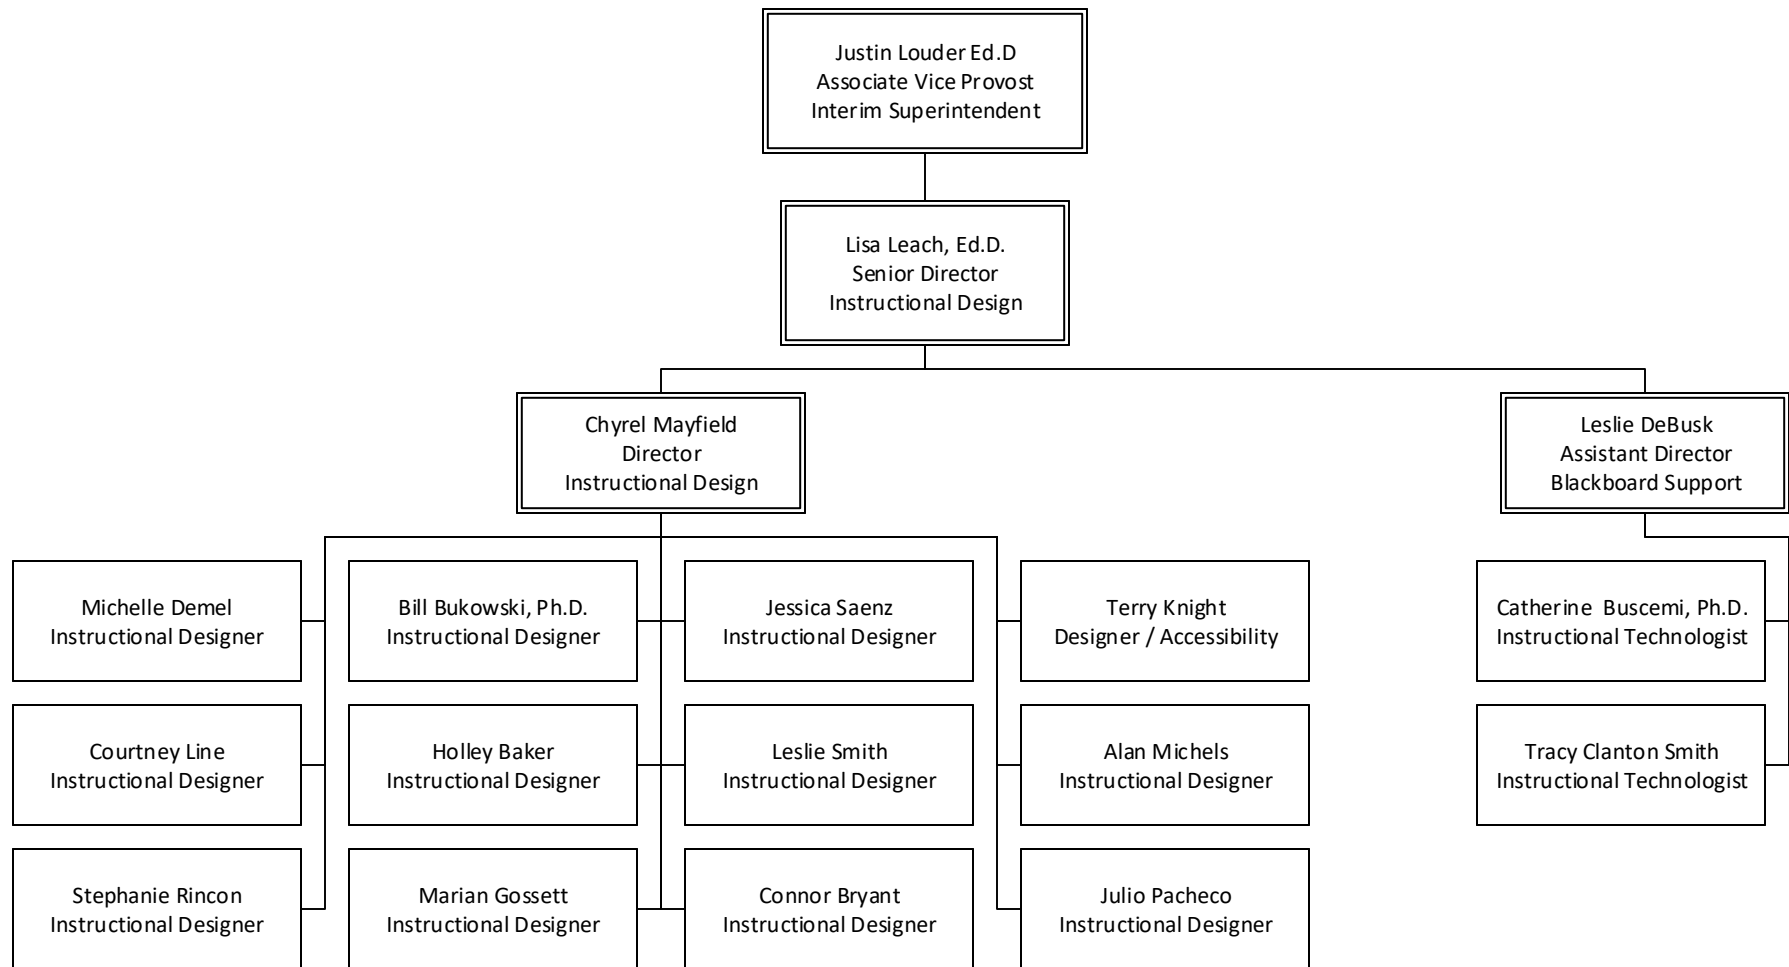 Justin Louder Ed.D
Associate Vice Provost
Interim Superintendent
Lisa Leach, Ed.D.
Senior Director
Instructional Design
Chyrel Mayfield
Director
Instructional Design
Leslie DeBusk
Assistant Director
Blackboard Support
Michelle Demel
Instructional Designer
Bill Bukowski, Ph.D.
Instructional Designer
Jessica Saenz
Instructional Designer
Terry Knight
Designer / Accessibility
Catherine Buscemi, Ph.D.
Instructional Technologist
Courtney Line
Instructional Designer
Holley Baker
Instructional Designer
Leslie Smith
Instructional Designer
Alan Michels
Instructional Designer
Tracy Clanton Smith
Instructional Technologist
Stephanie Rincon
Instructional Designer
Marian Gossett
Instructional Designer
Connor Bryant
Instructional Designer
Julio Pacheco
Instructional Designer